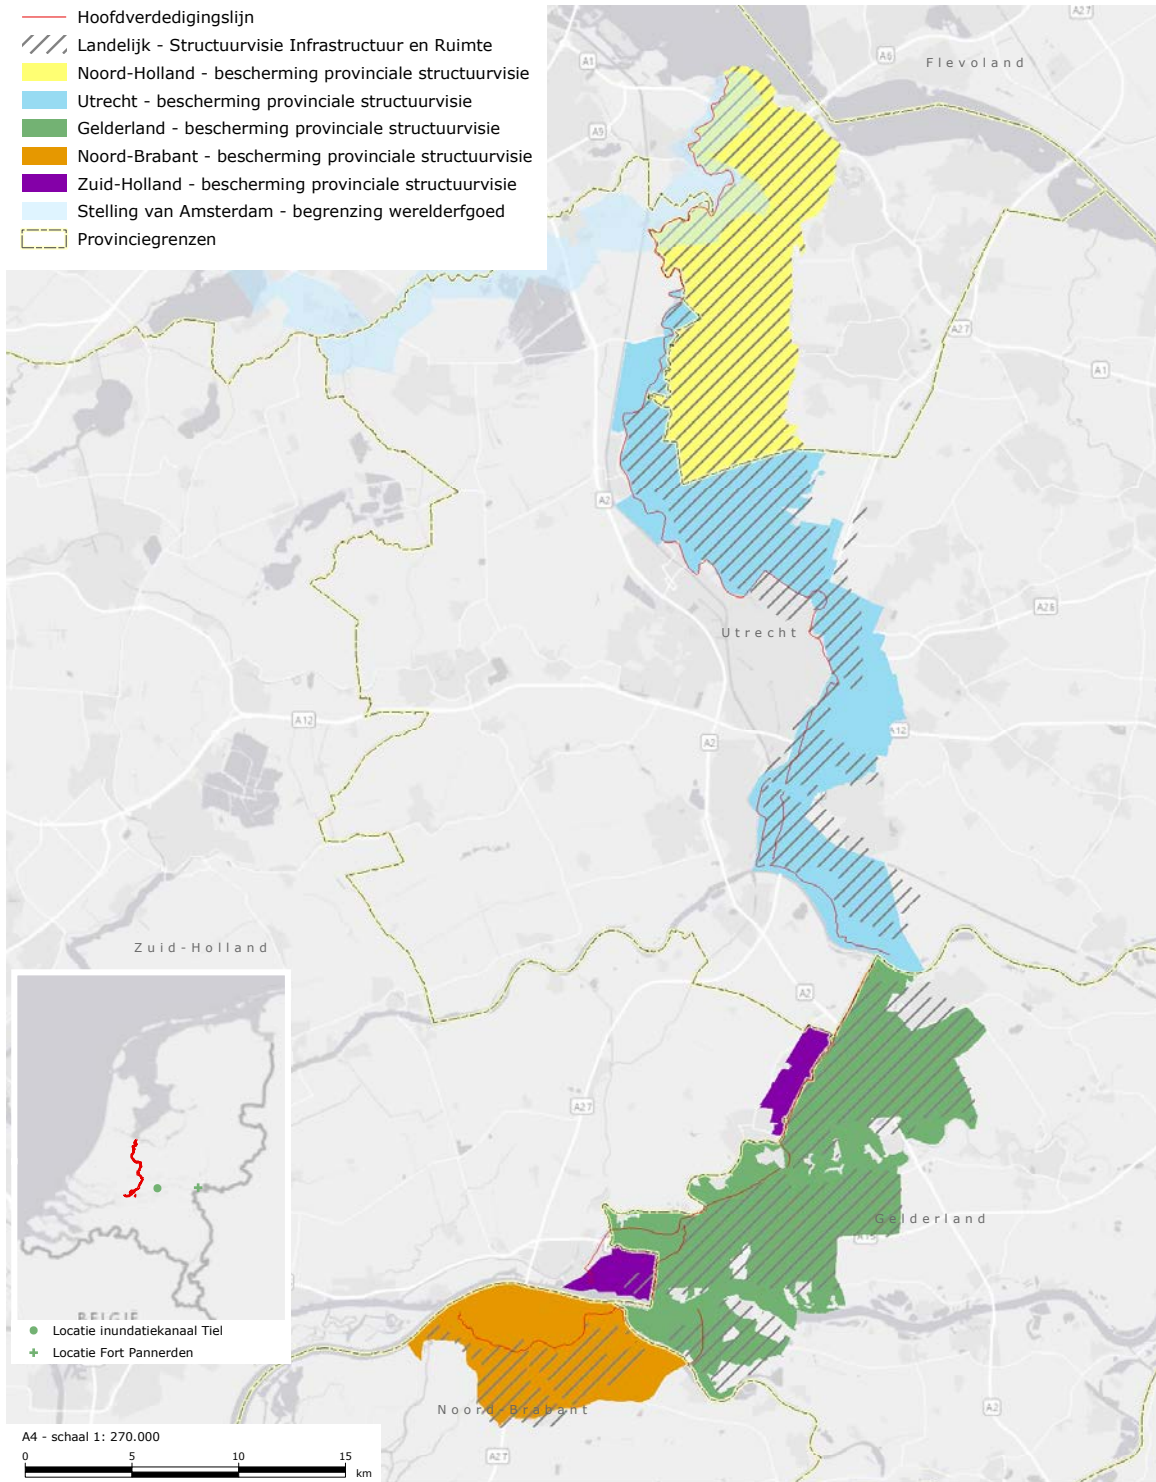 Hoofdverdedigingslijn
Landelijk - Structuurvisie Infrastructuur en Ruimte
Noord-Holland - bescherming provinciale structuurvisie
Utrecht - bescherming provinciale structuurvisie
Gelderland - bescherming provinciale structuurvisie
Noord-Brabant - bescherming provinciale structuurvisie
Zuid-Holland - bescherming provinciale structuurvisie
Stelling van Amsterdam - begrenzing werelderfgoed
Provinciegrenzen
A27
A6
Flevoland
A1
A5
A27
A1
A2
A28
Utrecht
A12
A2
A12
Zuid-Holland
A2
A27
Gelderland
BELGIË
Locatie inundatiekanaal Tiel
Locatie Fort Pannerden
Noord-Brabant
A2
A27
A4 - schaal 1: 270.000
0 5 10 15
km